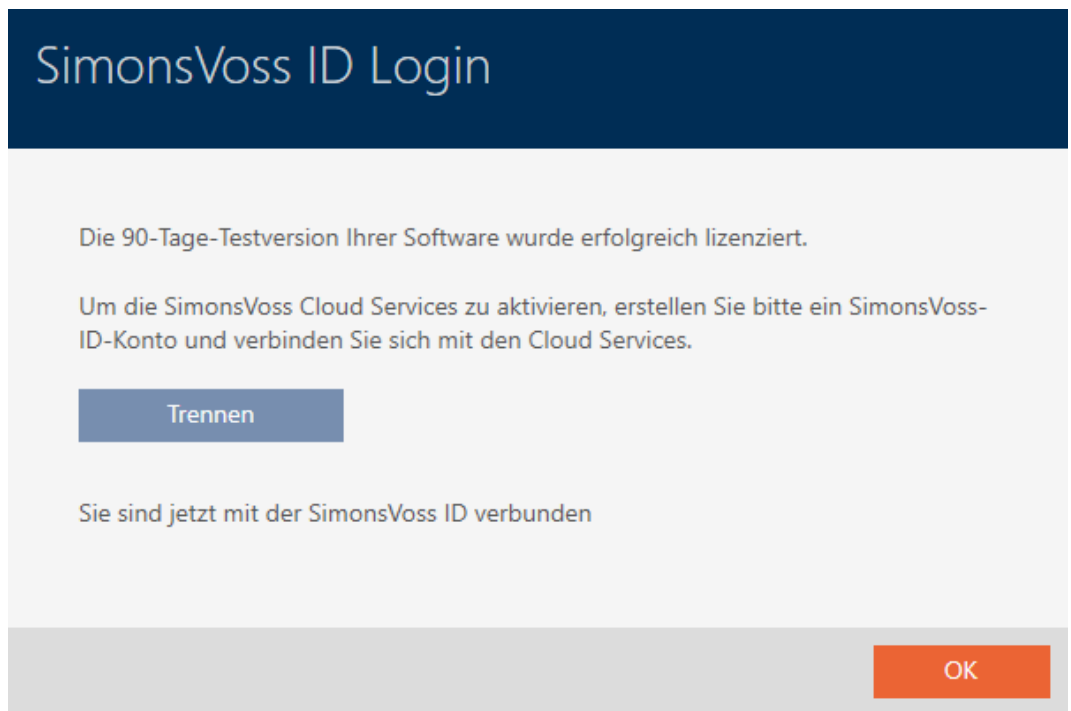 SimonsVoss ID Login
Die 90-Tage-Testversion Ihrer Software wurde erfolgreich lizenziert.
Um die SimonsVoss Cloud Services zu aktivieren, erstellen Sie bitte ein SimonsVoss-
ID-Konto und verbinden Sie sich mit den Cloud Services.
Trennen
Sie sind jetzt mit der SimonsVoss ID verbunden
OK